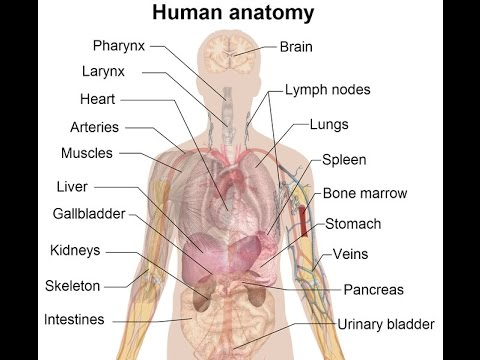 Human anatomy
Pharynx
Larynx
Heart
Arteries
Muscles
Liver
Gallbladder
Kidneys
Skeleton
Intestines
Brain
Lymph nodes
Lungs
Spleen
Bone marrow
Stomach
Veins
Pancreas
Urinary bladder